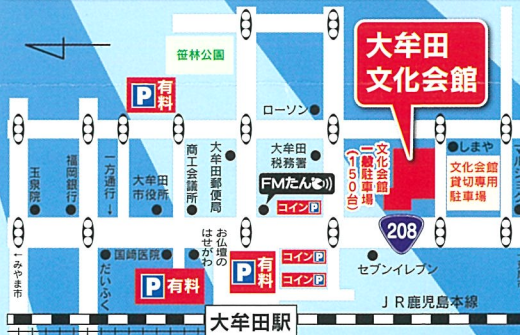 大牟田
文化会館
笹林公園
P 有料
ローソン
玉泉院
福岡銀行
一方通行→
大牟田
市役所
商工会議所
大牟田郵便局
大牟田
税務署
FMたんと
コイン P
文化会館
一般駐車場
(150台)
しまや
文化会館
貸切専用
駐車場
208
←みやま市
だいふく
国崎医院
お仏壇の
はせがわ
P 有料
P 有料
コイン P
コイン P
セブンイレブン
JR鹿児島本線
大牟田駅